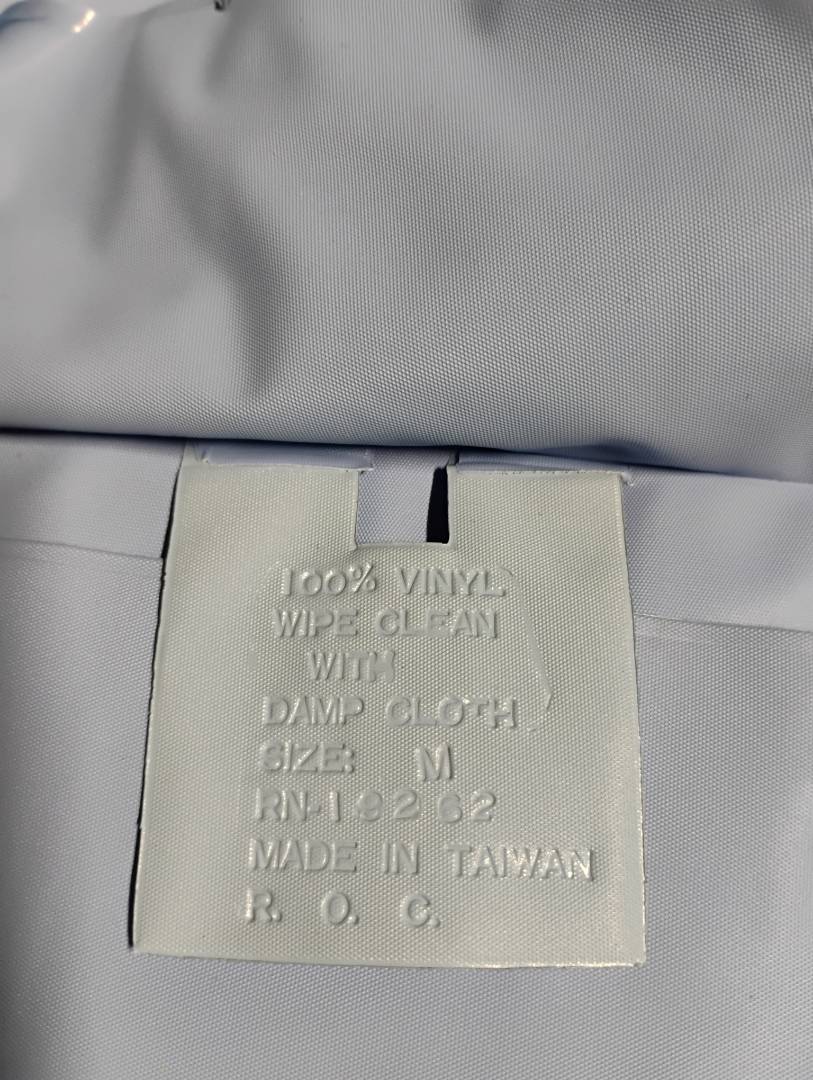 100% VINYL
WIPE CLEAN
WITH
DAMP CLOTH
SIZE: M
RN-19262
MADE IN TAIWAN
R. O. C.